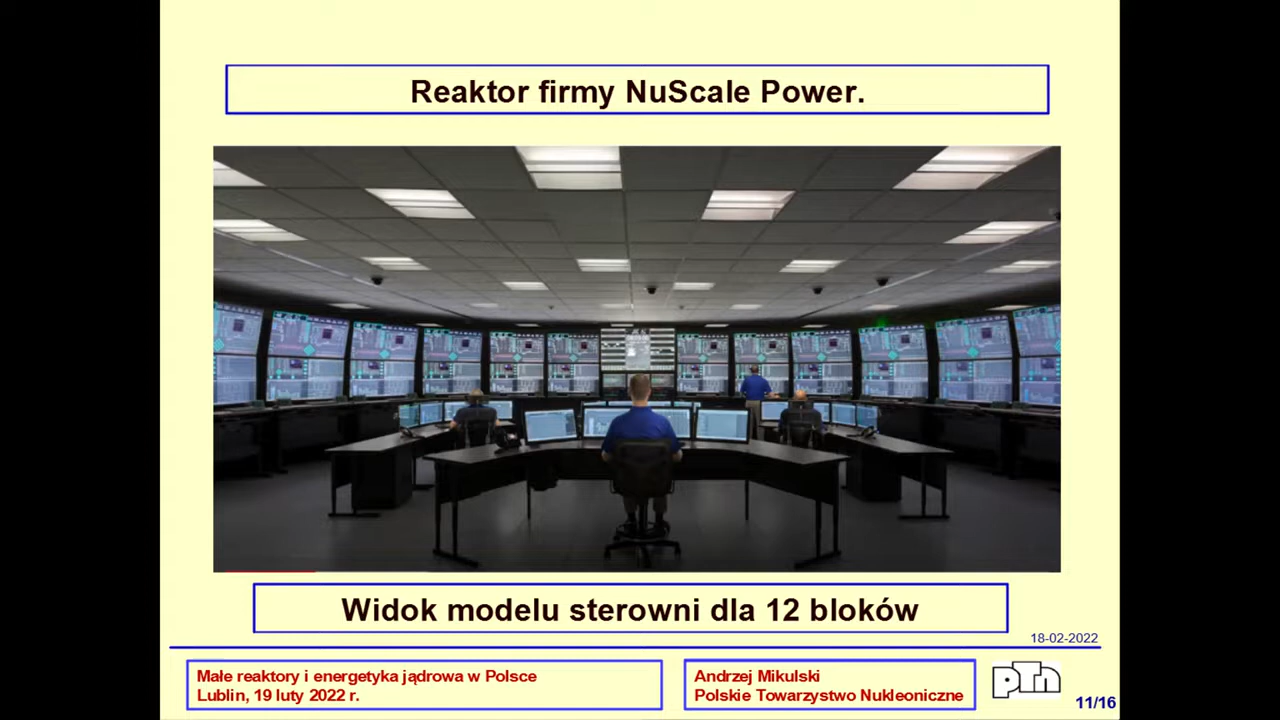 Reaktor firmy NuScale Power.
Widok modelu sterowni dla 12 bloków
18-02-2022
Małe reaktory i energetyka jądrowa w Polsce
Lublin, 19 luty 2022 r.
Andrzej Mikulski
Polskie Towarzystwo Nukleoniczne
PTN
11/16